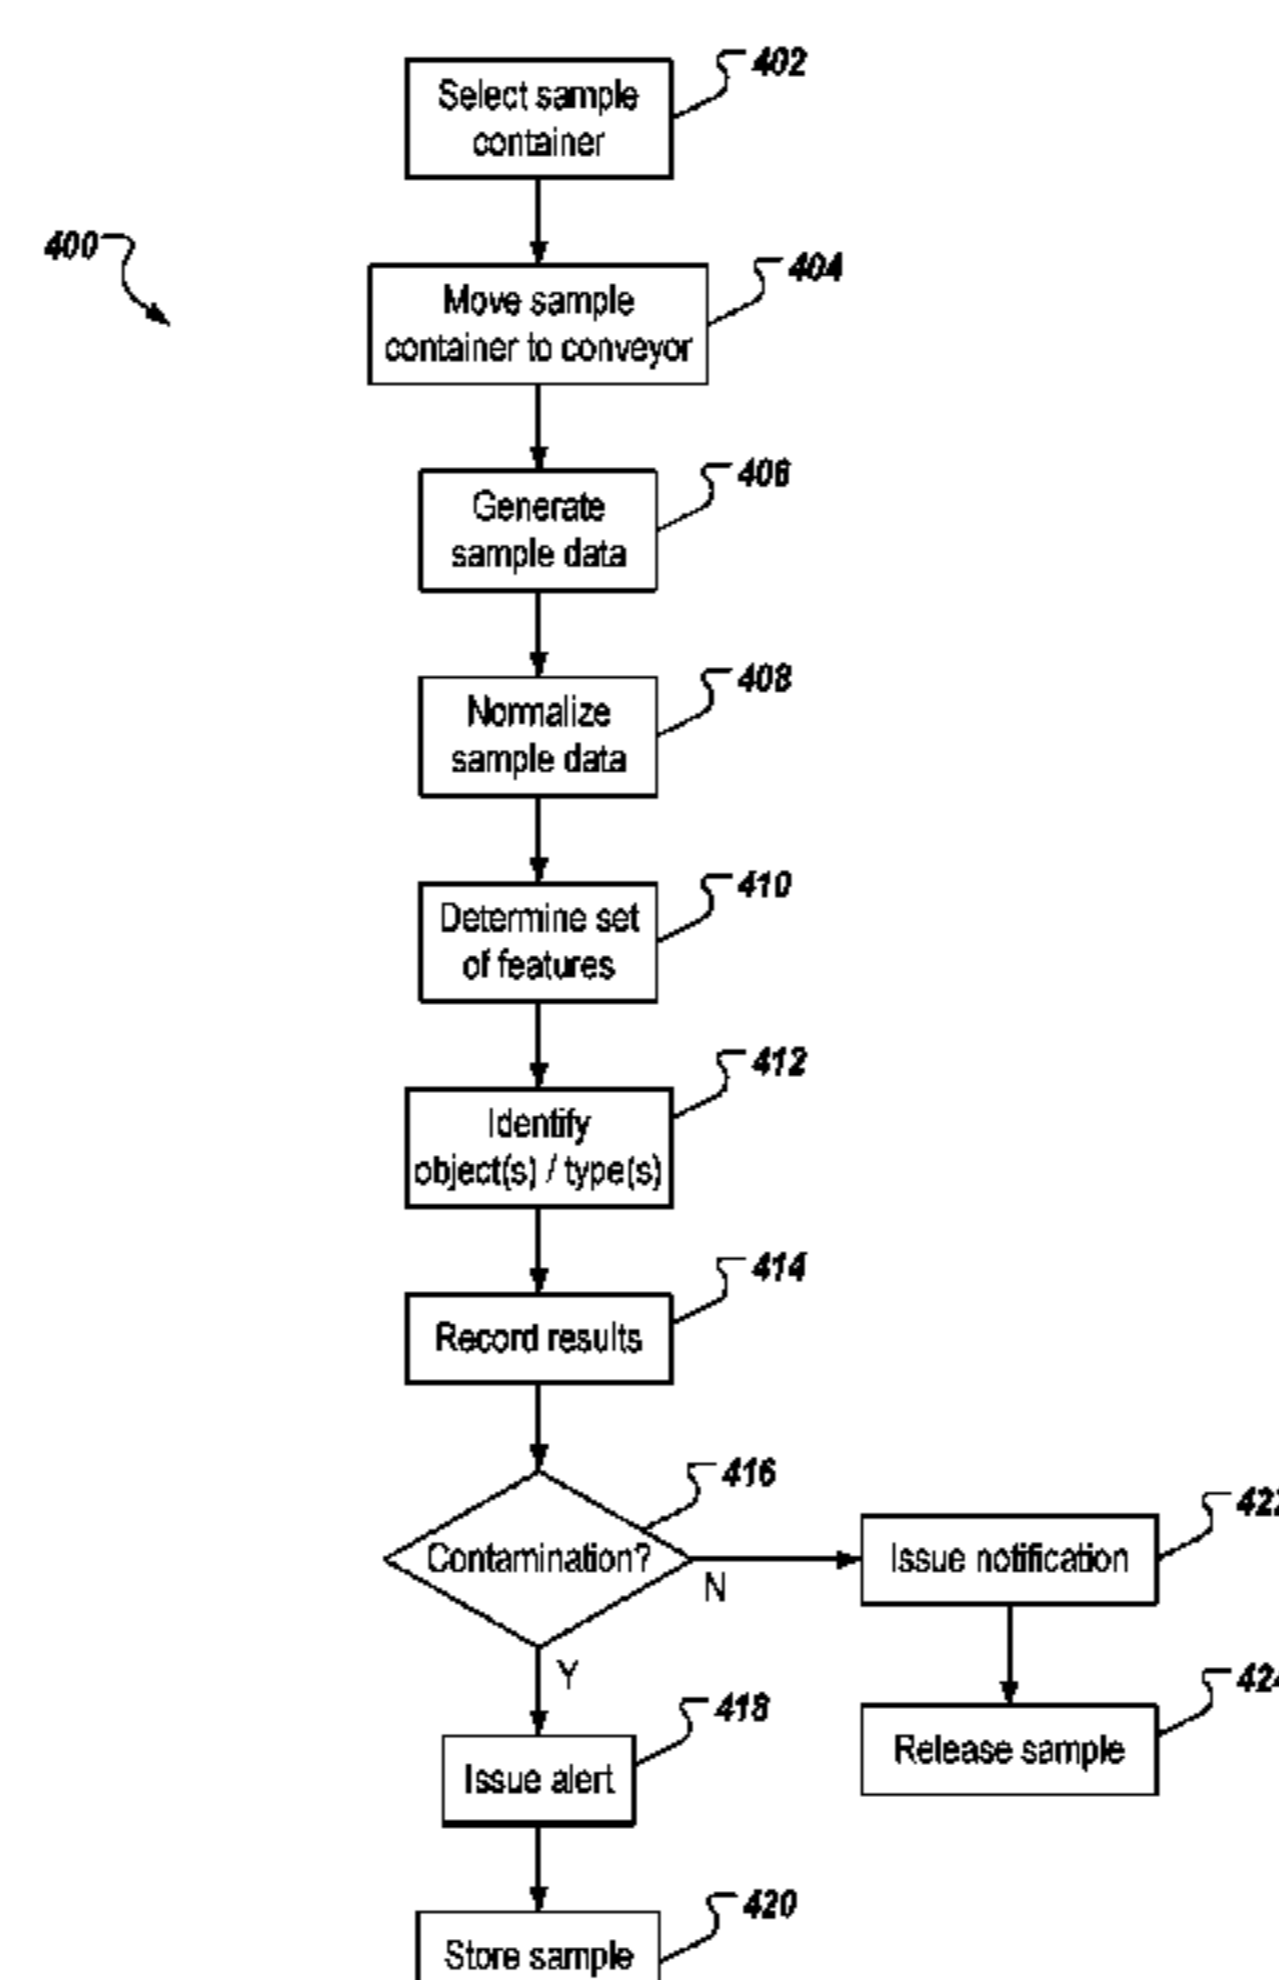 402
Select sample
container
400
404
Move sample
container to conveyor
406
Generate
sample data
408
Normalize
sample data
410
Determine set
of features
412
Identify
object(s) / type(s)
414
Record results
416
Contamination?
N
Issue notification
Y
418
Issue alert
Release sample
420
Store sample